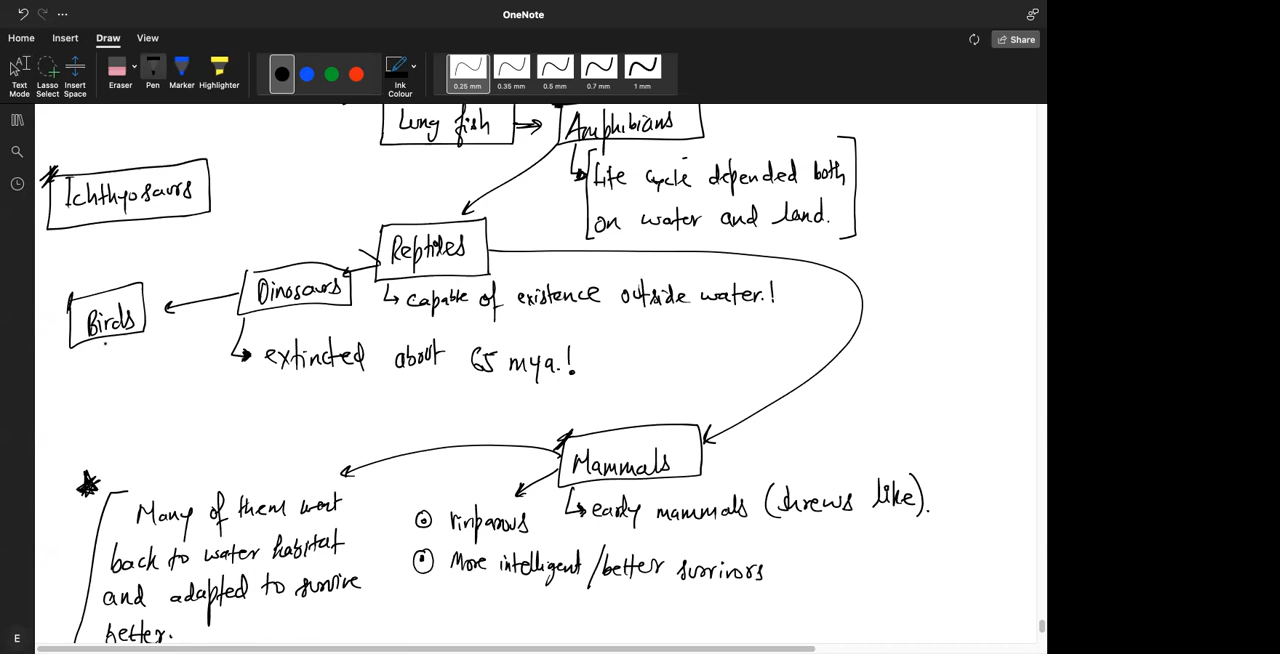 OneNote
Home Insert Draw View
Share
Text Mode
Lasso Select
Insert Space
Eraser
Pen
Marker
Highlighter
Ink Colour
0.25 mm
0.35 mm
0.5 mm
0.7 mm
1 mm
Lung fish
Amphibians
Ichthyosaurs
[Life cycle depended both
on water and land.]
Reptiles
capable of existence outside water.!
Dinosaurs
Birds
extincted about 65 mya.!
Mammals
early mammals (shrews like).
Many of them went
back to water habitat
and adapted to survive
better.
viviparous
More intelligent/better survivors
E